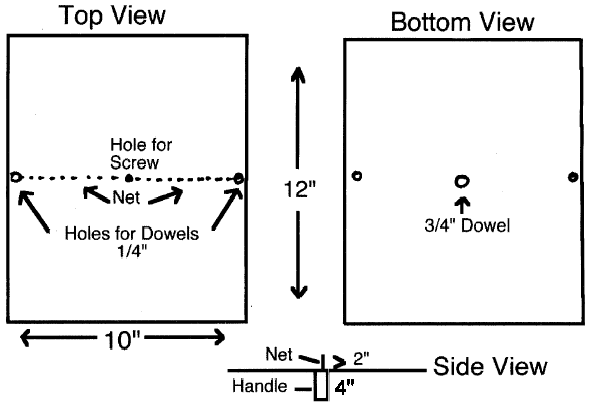 Top View
Hole for
Screw
Net
Holes for Dowels
1/4"
10"
12"
Bottom View
3/4" Dowel
Net
2"
Side View
Handle
4"